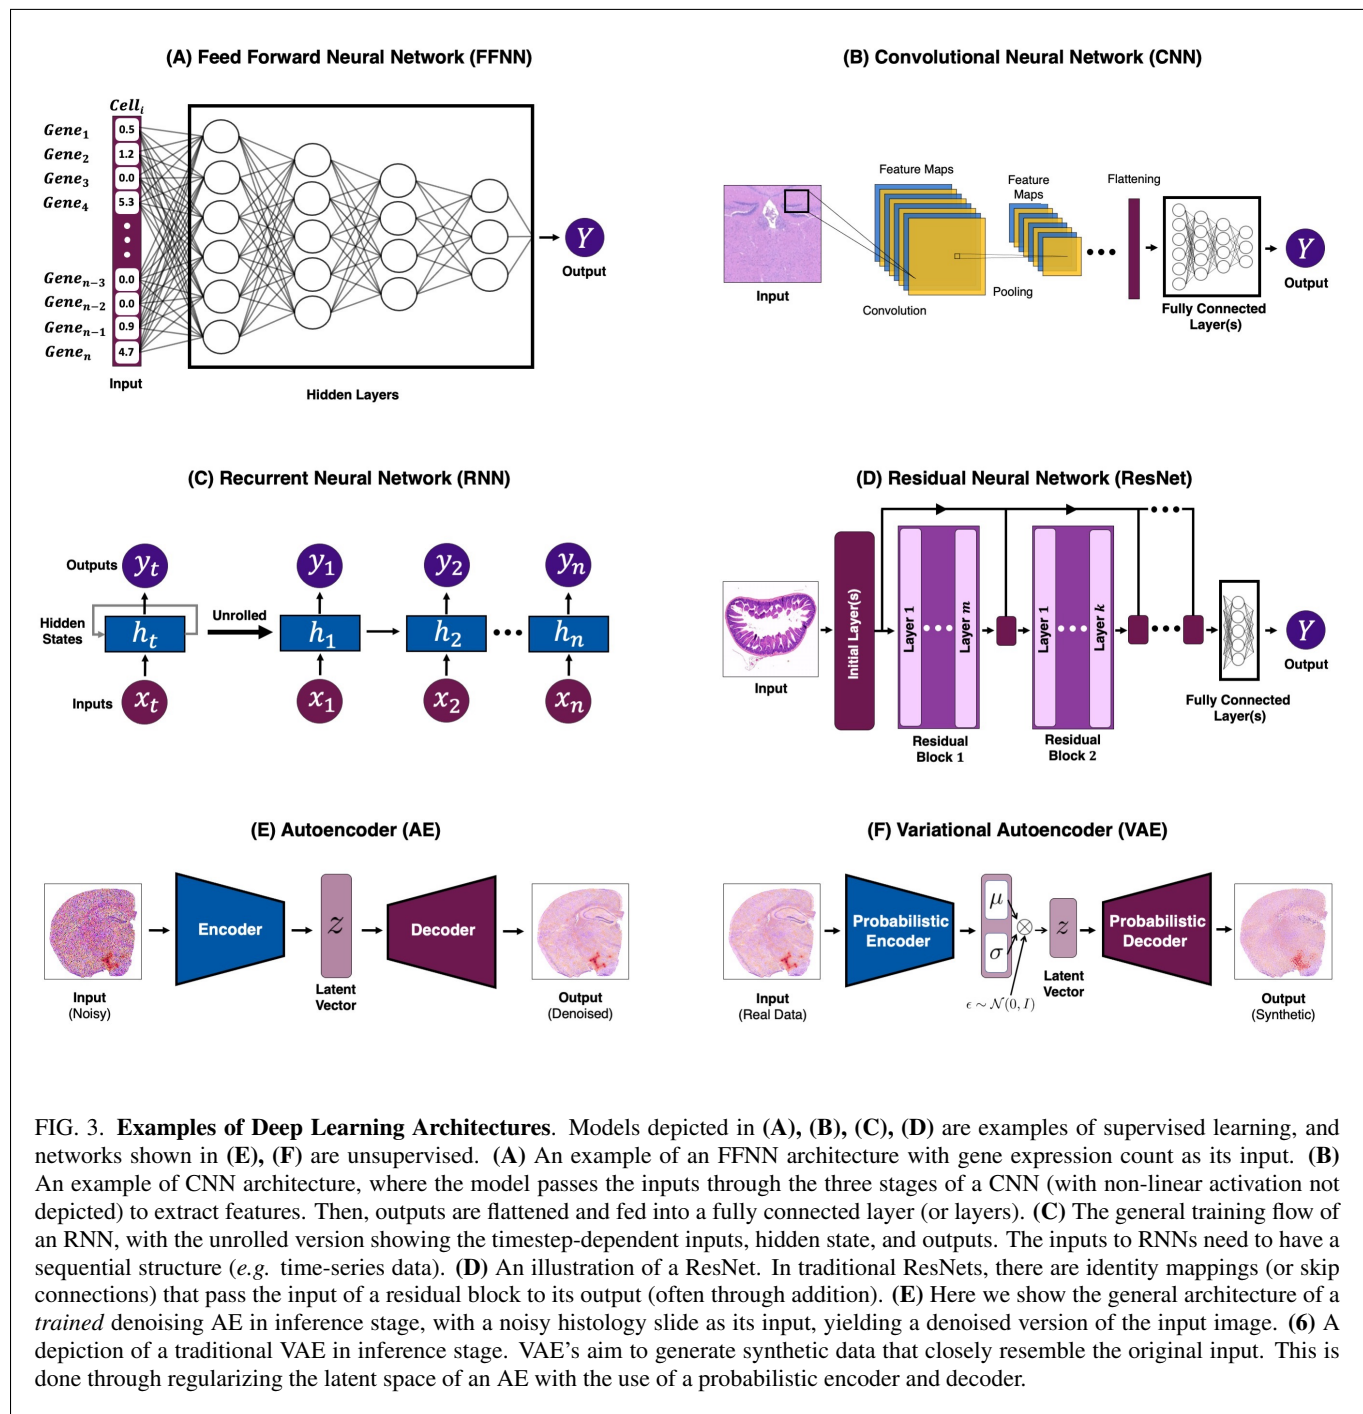 (A) Feed Forward Neural Network (FFNN)
Cell_i
Gene_1 0.5
Gene_2 1.2
Gene_3 0.0
Gene_4 5.3
Gene_{n-3} 0.0
Gene_{n-2} 0.0
Gene_{n-1} 0.9
Gene_n 4.7
Input
Hidden Layers
Y
Output
(B) Convolutional Neural Network (CNN)
Input
Feature Maps
Convolution
Feature
Maps
Pooling
Flattening
Fully Connected
Layer(s)
Y
Output
(C) Recurrent Neural Network (RNN)
Outputs y_t y_1 y_2 y_n
Hidden
States
h_t Unrolled h_1 h_2 h_n
Inputs x_t x_1 x_2 x_n
(D) Residual Neural Network (ResNet)
Input
Initial Layer(s)
Layer 1
Layer m
Residual
Block 1
Layer 1
Layer k
Residual
Block 2
Fully Connected
Layer(s)
Y
Output
(E) Autoencoder (AE)
Input
(Noisy)
Encoder
z
Latent
Vector
Decoder
Output
(Denoised)
(F) Variational Autoencoder (VAE)
Input
(Real Data)
Probabilistic
Encoder
μ
σ
⊗
ϵ ∼ N(0, I)
z
Latent
Vector
Probabilistic
Decoder
Output
(Synthetic)
FIG. 3. Examples of Deep Learning Architectures. Models depicted in (A), (B), (C), (D) are examples of supervised learning, and
networks shown in (E), (F) are unsupervised. (A) An example of an FFNN architecture with gene expression count as its input. (B)
An example of CNN architecture, where the model passes the inputs through the three stages of a CNN (with non-linear activation not
depicted) to extract features. Then, outputs are flattened and fed into a fully connected layer (or layers). (C) The general training flow of
an RNN, with the unrolled version showing the timestep-dependent inputs, hidden state, and outputs. The inputs to RNNs need to have a
sequential structure (e.g. time-series data). (D) An illustration of a ResNet. In traditional ResNets, there are identity mappings (or skip
connections) that pass the input of a residual block to its output (often through addition). (E) Here we show the general architecture of a
trained denoising AE in inference stage, with a noisy histology slide as its input, yielding a denoised version of the input image. (6) A
depiction of a traditional VAE in inference stage. VAE's aim to generate synthetic data that closely resemble the original input. This is
done through regularizing the latent space of an AE with the use of a probabilistic encoder and decoder.